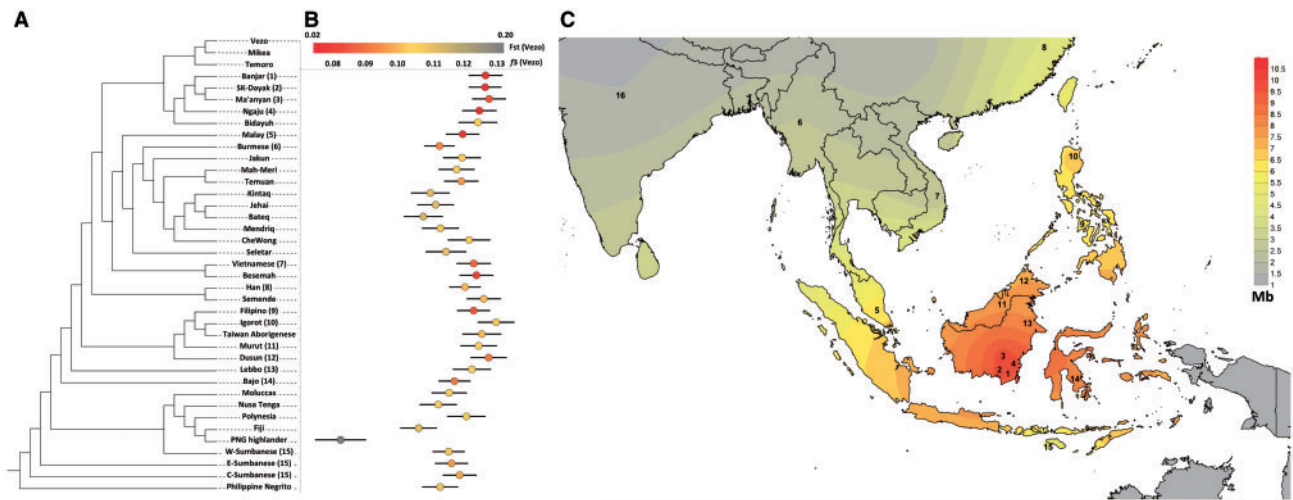 A
B
C
0.02
0.20
Fst (Vezo)
f3 (Vezo)
0.08 0.09 0.10 0.11 0.12 0.13
Vezo
Mikea
Temoro
Banjar (1)
SK-Dayak (2)
Ma'anyan (3)
Ngaju (4)
Bidayuh
Malay (5)
Burmese (6)
Jakun
Mah-Meri
Temuan
Kintaq
Jehai
Bateq
Mendriq
CheWong
Seletar
Vietnamese (7)
Besemah
Han (8)
Semende
Filipino (9)
Igorot (10)
Taiwan Aborigenese
Murut (11)
Dusun (12)
Lebbo (13)
Bajo (14)
Moluccas
Nusa Tenga
Polynesia
Fiji
PNG highlander
W-Sumbanese (15)
E-Sumbanese (15)
C-Sumbanese (15)
Philippine Negrito
8
16
6
10
7
9
12
11
5
13
3
4
2
1
14
15
10.5
10
9.5
9
8.5
8
7.5
7
6.5
6
5.5
5
4.5
4
3.5
3
2.5
2
1.5
1
Mb